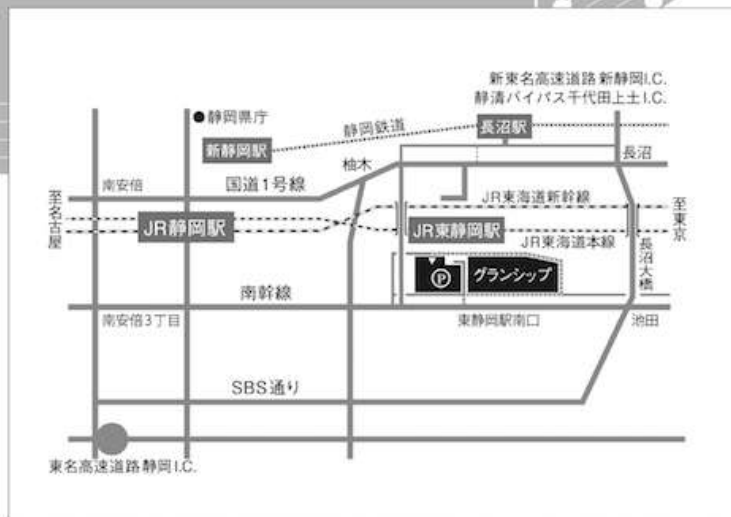 新東名高速道路 新静岡I.C.
静清バイパス千代田上土I.C.
●静岡県庁
静岡鉄道
長沼駅
新静岡駅
柚木
長沼
南安倍
国道1号線
JR東海道新幹線
至名古屋
至東京
JR静岡駅
JR東静岡駅
JR東海道本線
長沼大橋
P
グランシップ
南幹線
南安倍3丁目
東静岡駅南口
池田
SBS通り
東名高速道路静岡I.C.